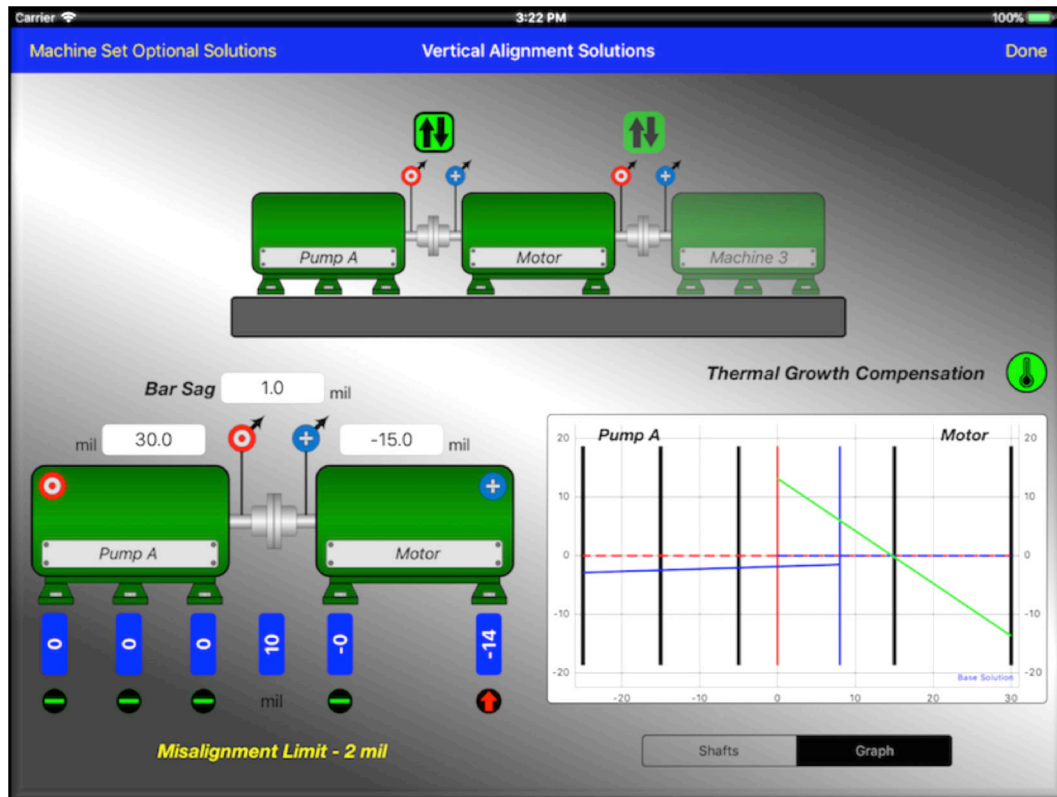 Carrier 3:22 PM 100%
Machine Set Optional Solutions Vertical Alignment Solutions Done
Pump A Motor Machine 3
Thermal Growth Compensation
Bar Sag 1.0 mil
mil 30.0 -15.0 mil
Pump A Motor
0 0 0 10 -0 -14
mil
Misalignment Limit - 2 mil
Pump A Motor
20 20
10 10
0 0
-10 -10
-20 -20
Base Solution
-20 -10 0 10 20 30
Shafts Graph